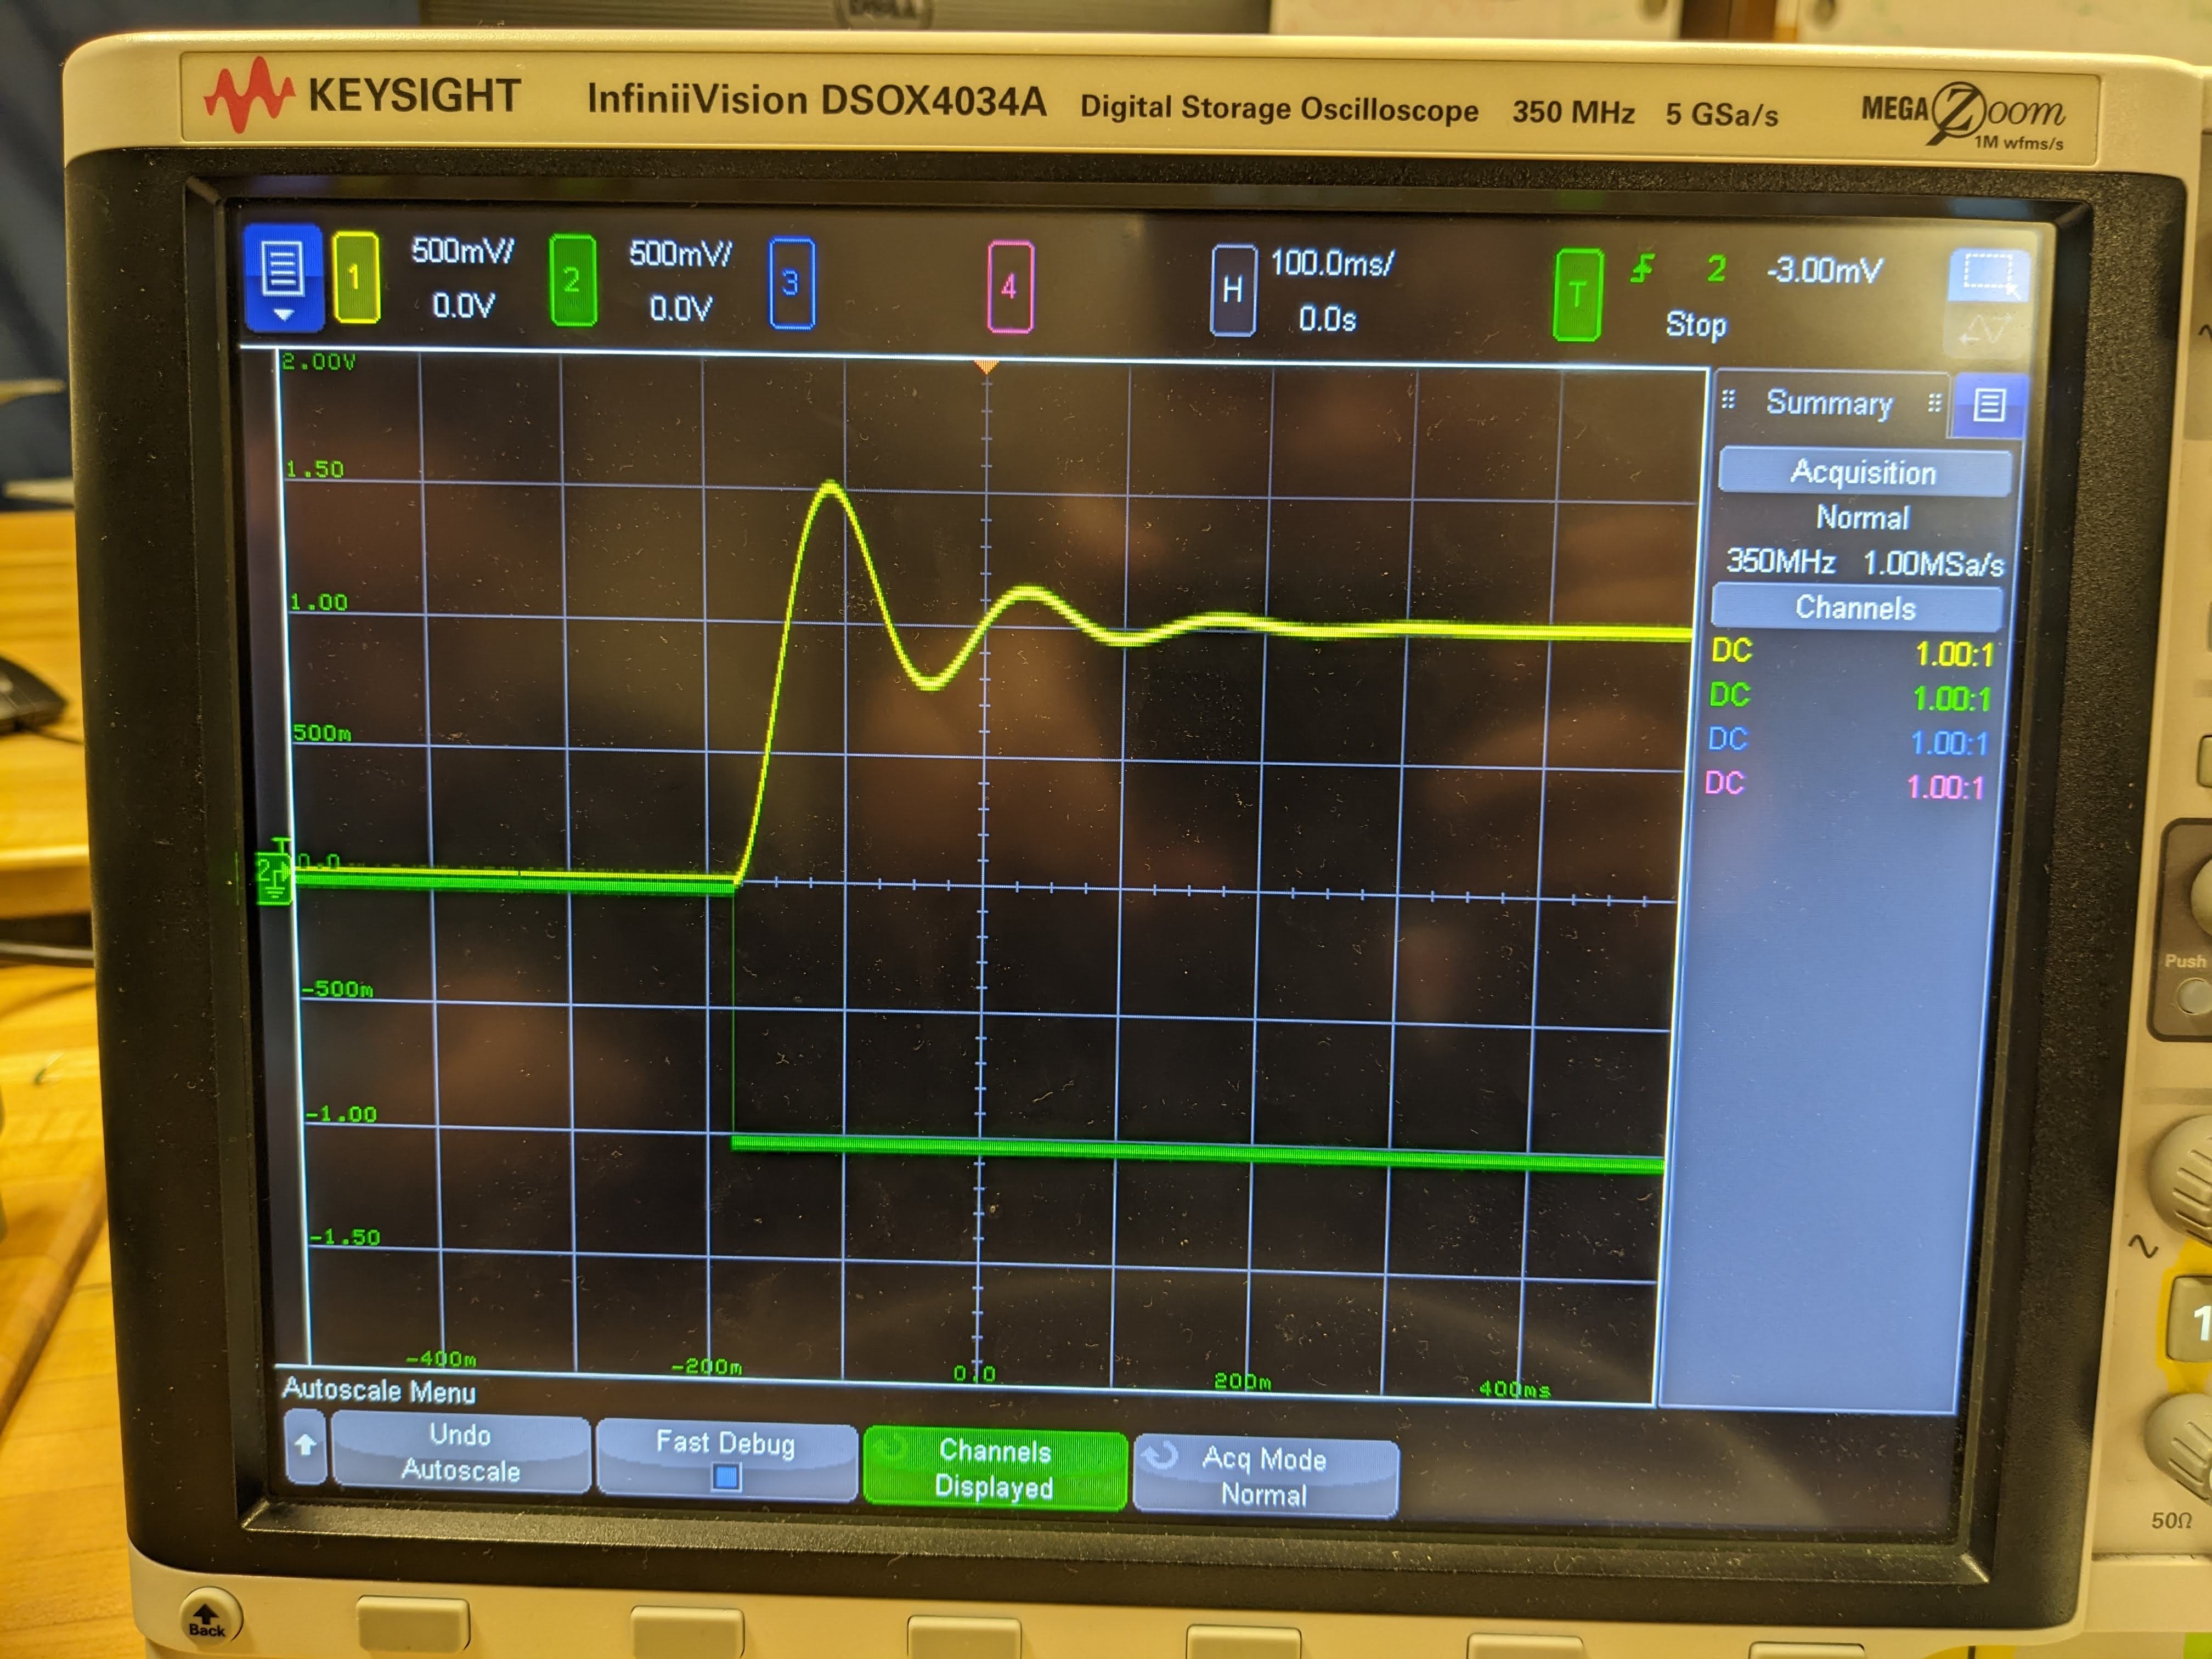 KEYSIGHT InfiniiVision DSOX4034A Digital Storage Oscilloscope 350 MHz 5 GSa/s MEGA Zoom
1M wfms/s
1 500mV/ 2 500mV/ 3 4 H 100.0ms/ T 2 -3.00mV
0.0V 0.0V 0.0s Stop
2.00V
1.50
1.00
500m
0.0
2
-500m
-1.00
-1.50
-400m -200m 0.0 200m 400ms
Summary
Acquisition
Normal
350MHz 1.00MSa/s
Channels
DC 1.00:1
DC 1.00:1
DC 1.00:1
DC 1.00:1
Autoscale Menu
Undo
Autoscale
Fast Debug
Channels
Displayed
Acq Mode
Normal
Back
Push
1
50Ω